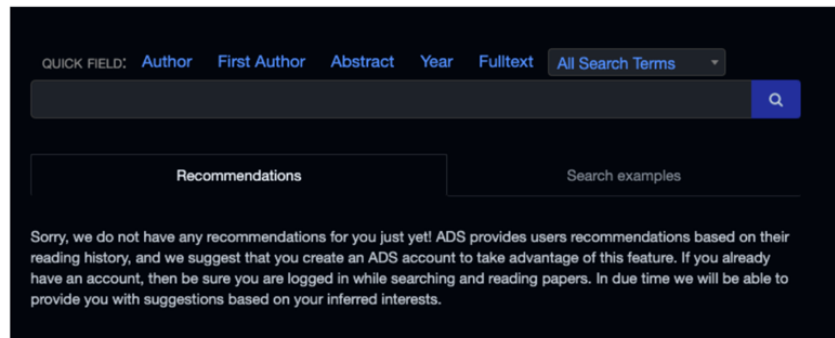 QUICK FIELD: Author First Author Abstract Year Fulltext All Search Terms
Recommendations Search examples
Sorry, we do not have any recommendations for you just yet! ADS provides users recommendations based on their
reading history, and we suggest that you create an ADS account to take advantage of this feature. If you already
have an account, then be sure you are logged in while searching and reading papers. In due time we will be able to
provide you with suggestions based on your inferred interests.